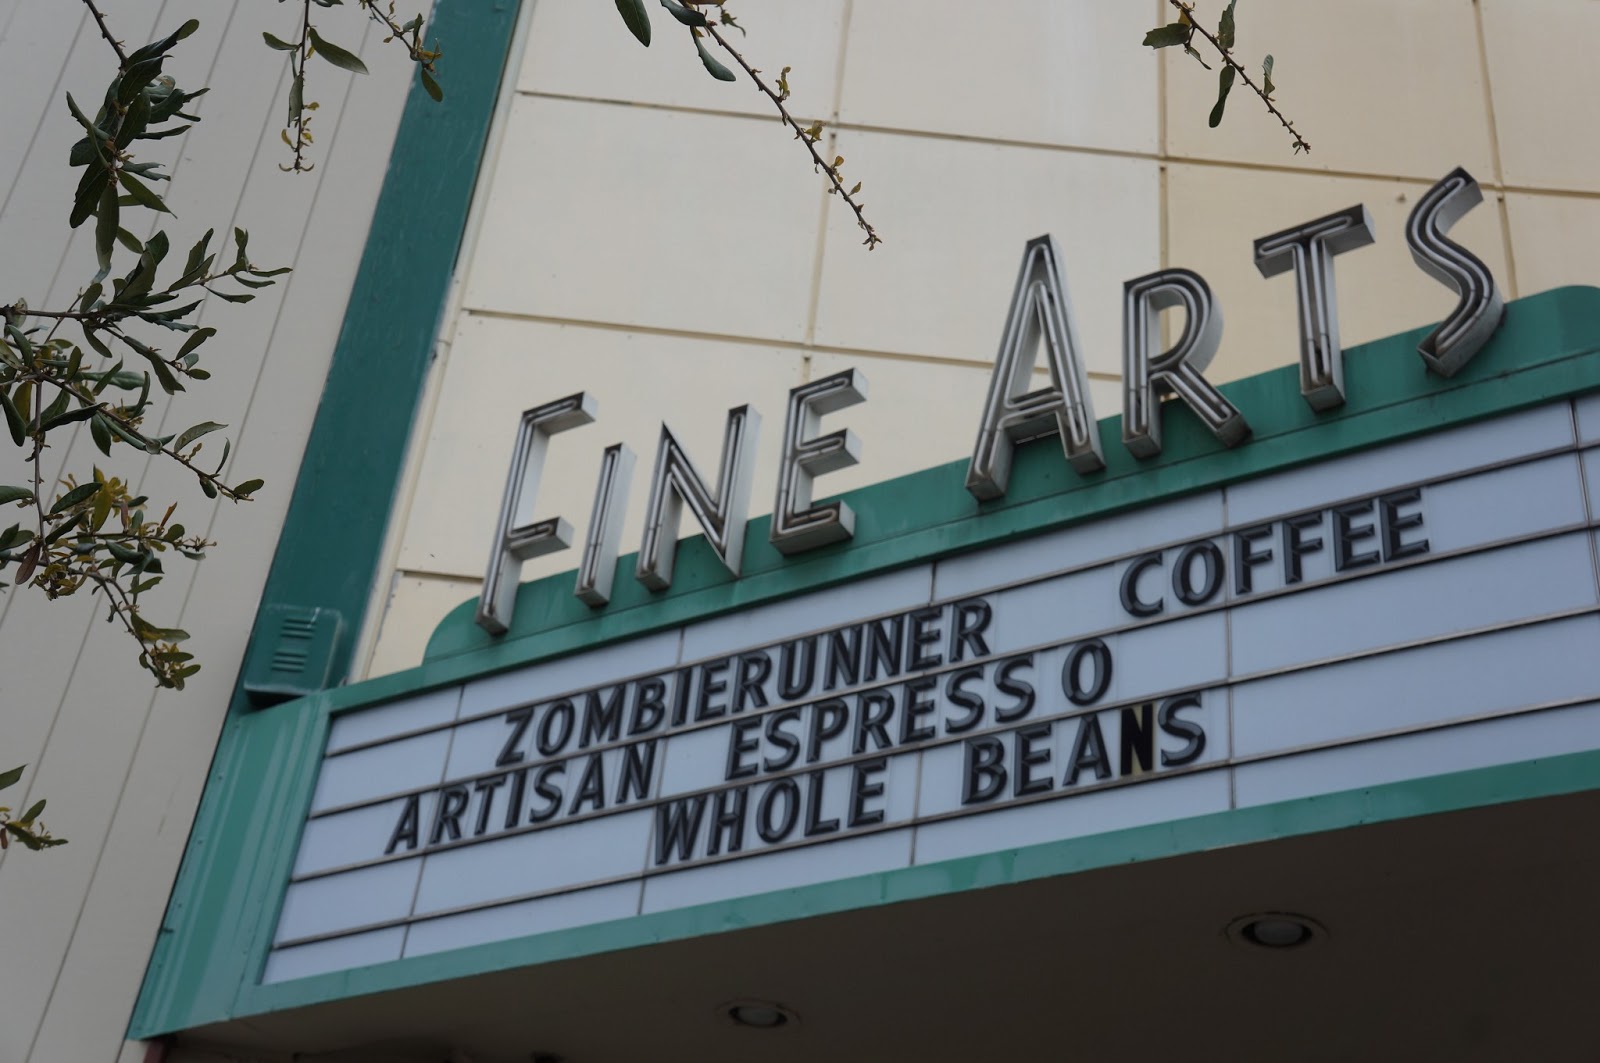 FINE ARTS
ZOMBIERUNNER COFFEE
ARTISAN ESPRESSO
WHOLE BEANS